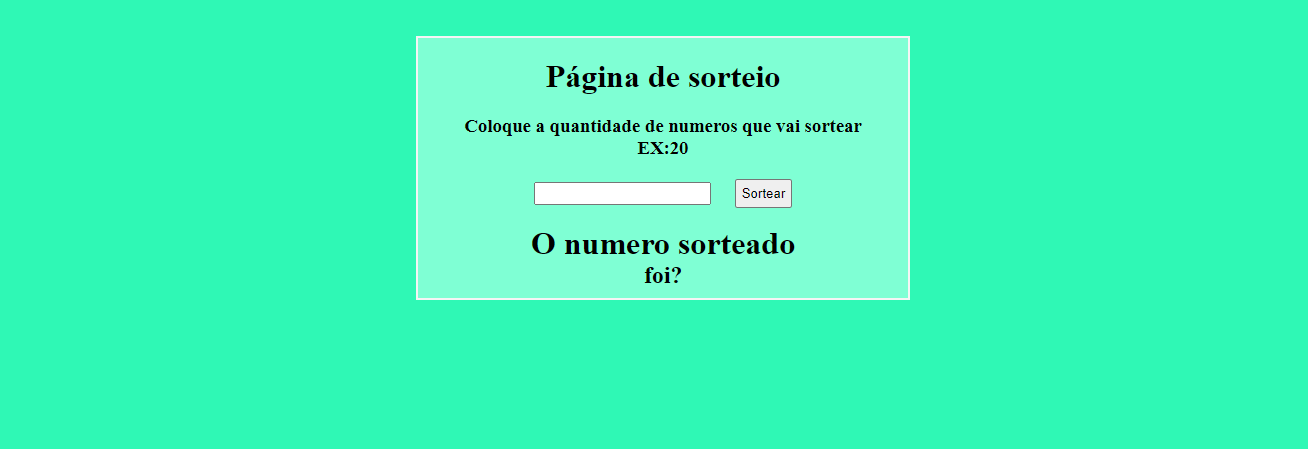 Página de sorteio
Coloque a quantidade de numeros que vai sortear
EX:20
Sortear
O numero sorteado
foi?